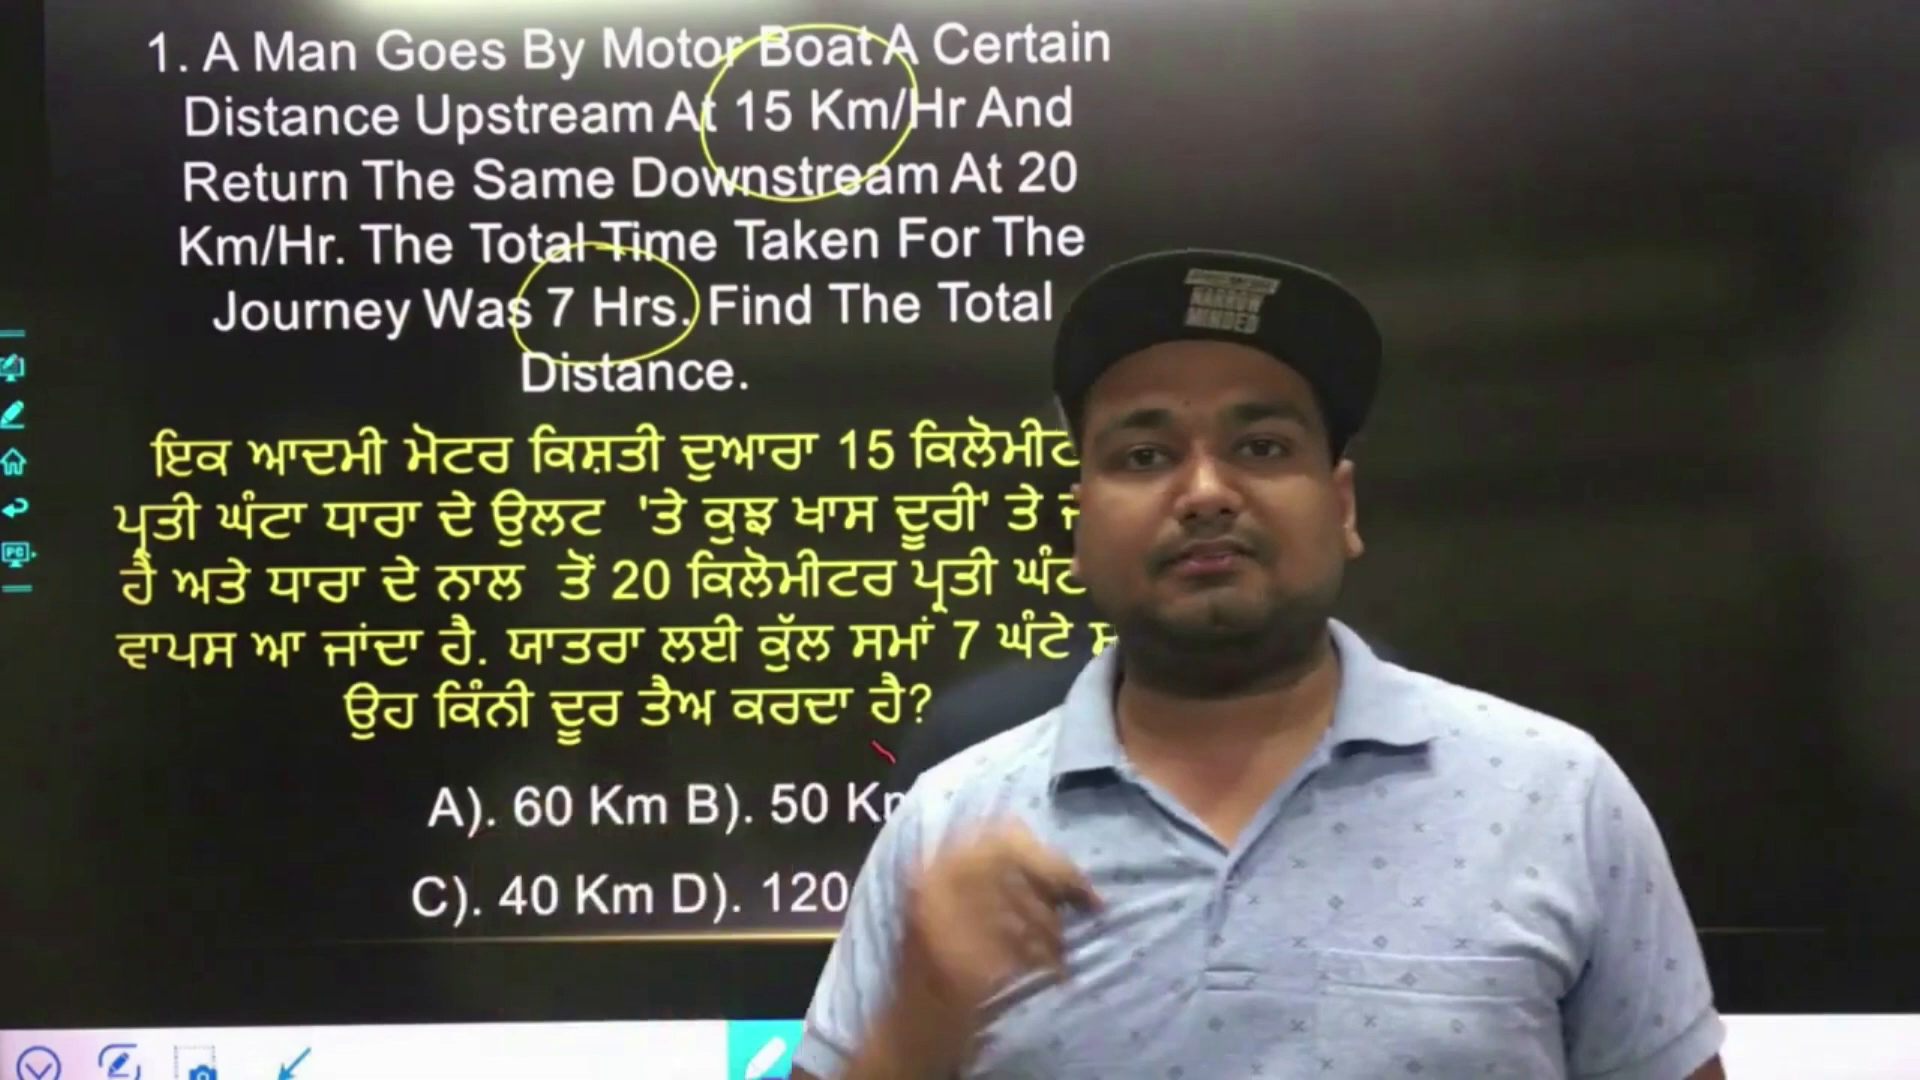 1. A Man Goes By Motor Boat A Certain
Distance Upstream At 15 Km/Hr And
Return The Same Downstream At 20
Km/Hr. The Total Time Taken For The
Journey Was 7 Hrs. Find The Total
Distance.
ਇਕ ਆਦਮੀ ਮੋਟਰ ਕਿਸ਼ਤੀ ਦੁਆਰਾ 15
ਪ੍ਰਤੀ ਘੰਟਾ ਧਾਰਾ ਦੇ ਉਲਟ 'ਤੇ ਕੁਝ ਖਾਸ ਦੂਰੀ' ਤੇ
ਹੈ ਅਤੇ ਧਾਰਾ ਦੇ ਨਾਲ ਤੋਂ 20 ਕਿਲੋਮੀਟਰ ਪ੍ਰਤੀ
ਵਾਪਸ ਆ ਜਾਂਦਾ ਹੈ. ਯਾਤਰਾ ਲਈ ਕੁੱਲ ਸਮਾਂ 7 ਘੰਟੇ
ਉਹ ਕਿੰਨੀ ਦੂਰ ਤੈਅ ਕਰਦਾ ਹੈ?
A). 60 Km B). 50
C). 40 Km D). 120
NARROW
MINDED
PC